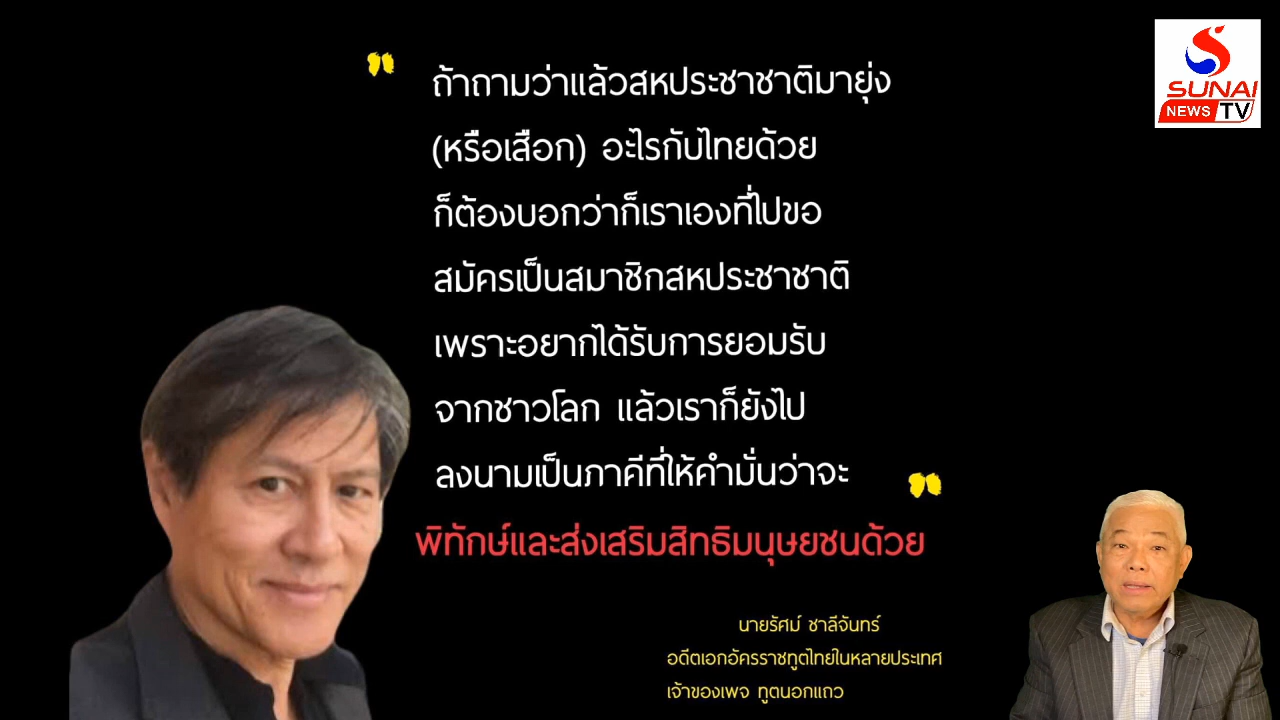 ถ้าถามว่าแล้วสหประชาชาติมายุ่ง
(หรือเสือก) อะไรกับไทยด้วย
ก็ต้องบอกว่าก็เราเองที่ไปขอ
สมัครเป็นสมาชิกสหประชาชาติ
เพราะอยากได้รับการยอมรับ
จากชาวโลก แล้วเราก็ยังไป
ลงนามเป็นภาคีที่ให้คำมั่นว่าจะ
พิทักษ์และส่งเสริมสิทธิมนุษยชนด้วย
นายรัศม์ ชาลีจันทร์
อดีตเอกอัครราชทูตไทยในหลายประเทศ
เจ้าของเพจ ทูตนอกแถว
SUNAI
NEWS TV